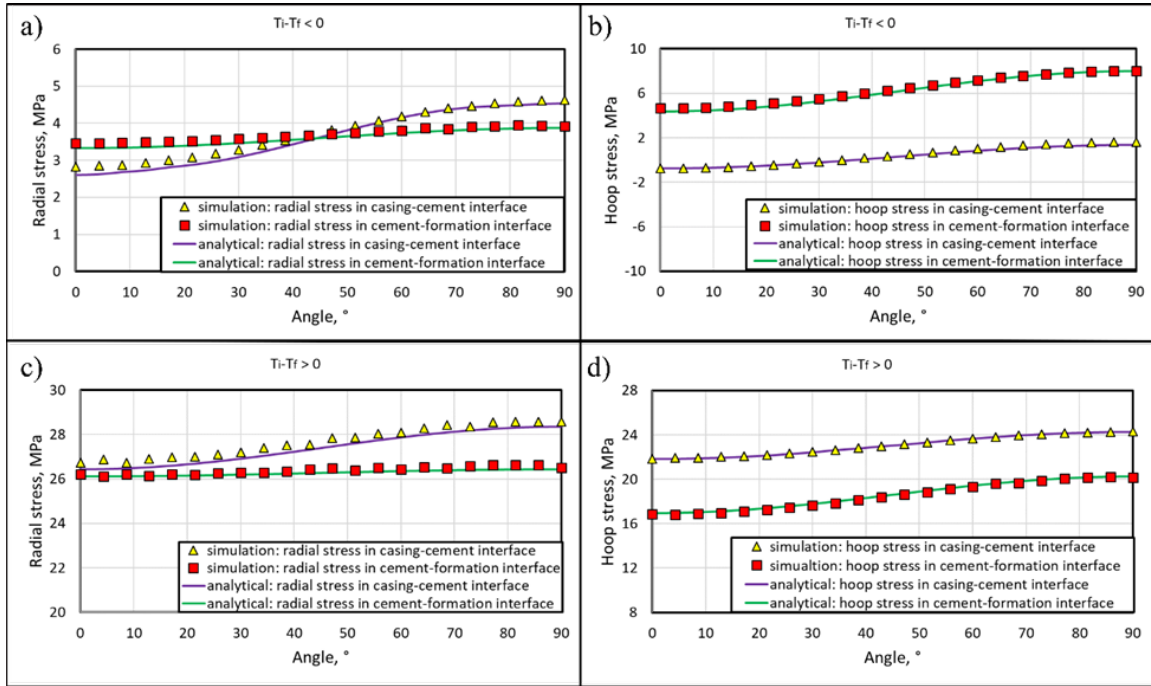 a)
Ti-Tf < 0
6
5
4
3
2
1
0
Radial stress, MPa
simulation: radial stress in casing-cement interface
simulation: radial stress in cement-formation interface
analytical: radial stress in casing-cement interface
analytical: radial stress in cement-formation interface
0 10 20 30 40 50 60 70 80 90
Angle, °
b)
Ti-Tf < 0
10
6
2
-2
-6
-10
Hoop stress, MPa
simulation: hoop stress in casing-cement interface
simulation: hoop stress in cement-formation interface
analytical: hoop stress in casing-cement interface
analytical: hoop stress in cement-formation interface
0 10 20 30 40 50 60 70 80 90
Angle, °
c)
Ti-Tf > 0
30
28
26
24
22
20
Radial stress, MPa
simulation: radial stress in casing-cement interface
simulation: radial stress in cement-formation interface
analytical: radial stress in casing-cement interface
analytical: radial stress in cement-formation interface
0 10 20 30 40 50 60 70 80 90
Angle, °
d)
Ti-Tf > 0
28
24
20
16
12
8
Hoop stress, MPa
simulation: hoop stress in casing-cement interface
simualtion: hoop stress in cement-formation interface
analytical: hoop stress in casing-cement interface
analytical: hoop stress in cement-formation interface
0 10 20 30 40 50 60 70 80 90
Angle, °